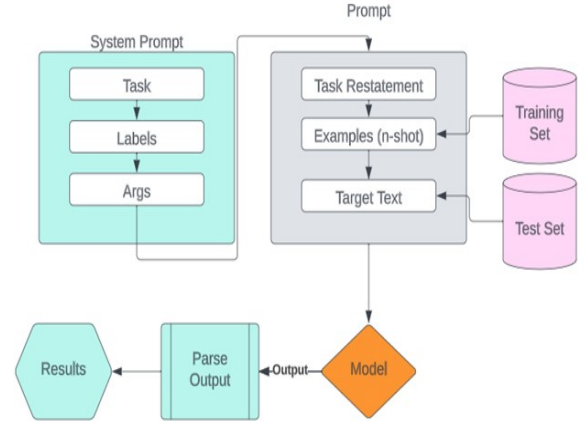 Prompt
System Prompt
Task
Labels
Args
Task Restatement
Examples (n-shot)
Target Text
Training
Set
Test Set
Results
Parse
Output
Output
Model